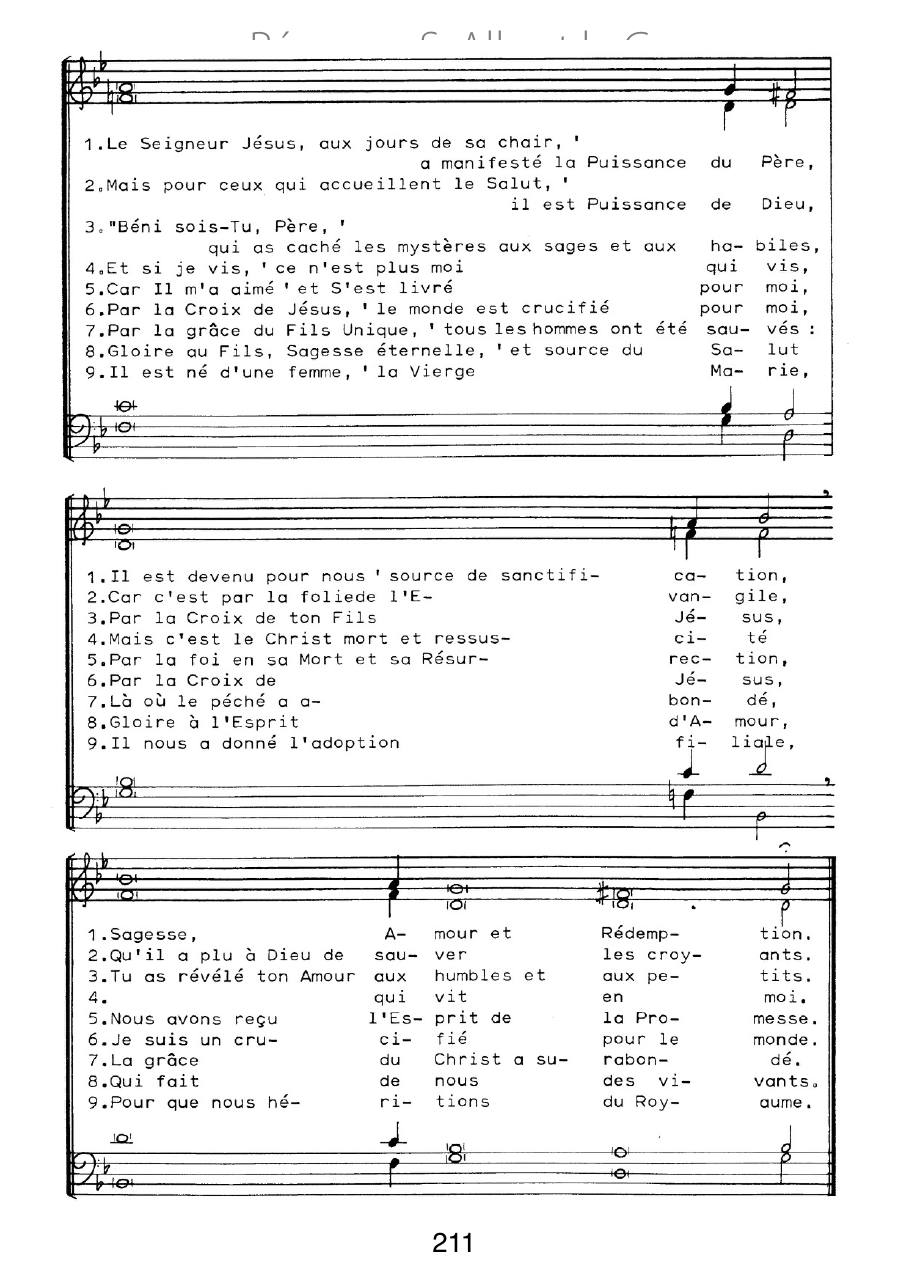 1.Le Seigneur Jésus, aux jours de sa chair, '
a manifesté la Puissance du Père,
2.Mais pour ceux qui accueillent le Salut, '
il est Puissance de Dieu,
3."Béni sois-Tu, Père, '
qui as caché les mystères aux sages et aux ha- biles,
4.Et si je vis, ' ce n'est plus moi qui vis,
5.Car Il m'a aimé ' et S'est livré pour moi,
6.Par la Croix de Jésus, ' le monde est crucifié pour moi,
7.Par la grâce du Fils Unique, ' tous les hommes ont été sau- vés :
8.Gloire au Fils, Sagesse éternelle, ' et source du Sa- lut
9.Il est né d'une femme, ' la Vierge Ma- rie,
1.Il est devenu pour nous ' source de sanctifi- ca- tion,
2.Car c'est par la foliede l'E- van- gile,
3.Par la Croix de ton Fils Jé- sus,
4.Mais c'est le Christ mort et ressus- ci- té
5.Par la foi en sa Mort et sa Résur- rec- tion,
6.Par la Croix de Jé- sus,
7.Là où le péché a a- bon- dé,
8.Gloire à l'Esprit d'A- mour,
9.Il nous a donné l'adoption fi- liale,
1.Sagesse, A- mour et Rédemp- tion.
2.Qu'il a plu à Dieu de sau- ver les croy- ants.
3.Tu as révélé ton Amour aux humbles et aux pe- tits.
4. qui vit en moi.
5.Nous avons reçu l'Es- prit de la Pro- messe.
6.Je suis un cru- ci- fié pour le monde.
7.La grâce du Christ a su- rabon- dé.
8.Qui fait de nous des vi- vants.
9.Pour que nous hé- ri- tions du Roy- aume.
211